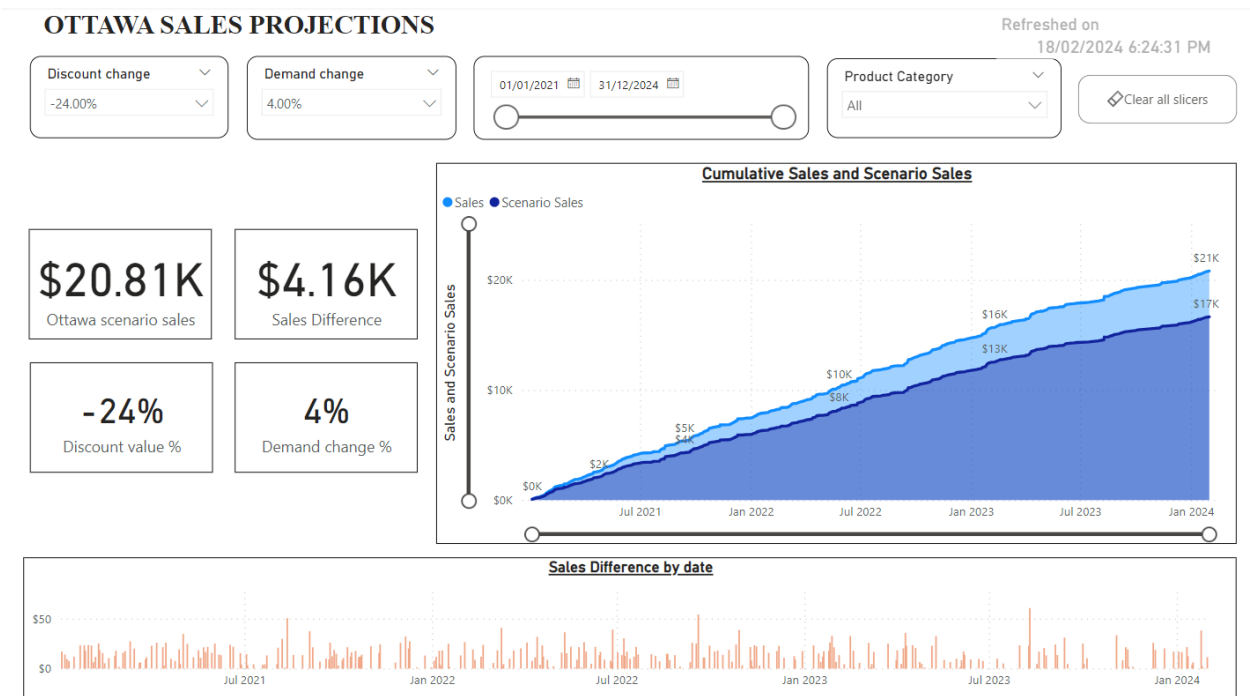 OTTAWA SALES PROJECTIONS
Refreshed on
18/02/2024 6:24:31 PM
Discount change
-24.00%
Demand change
4.00%
01/01/2021
31/12/2024
Product Category
All
Clear all slicers
$20.81K
Ottawa scenario sales
$4.16K
Sales Difference
-24%
Discount value %
4%
Demand change %
Cumulative Sales and Scenario Sales
Sales
Scenario Sales
Sales and Scenario Sales
$20K
$10K
$0K
$0K
$2K
$5K
$4K
$10K
$8K
$16K
$13K
$21K
$17K
Jul 2021
Jan 2022
Jul 2022
Jan 2023
Jul 2023
Jan 2024
Sales Difference by date
$50
$0
Jul 2021
Jan 2022
Jul 2022
Jan 2023
Jul 2023
Jan 2024